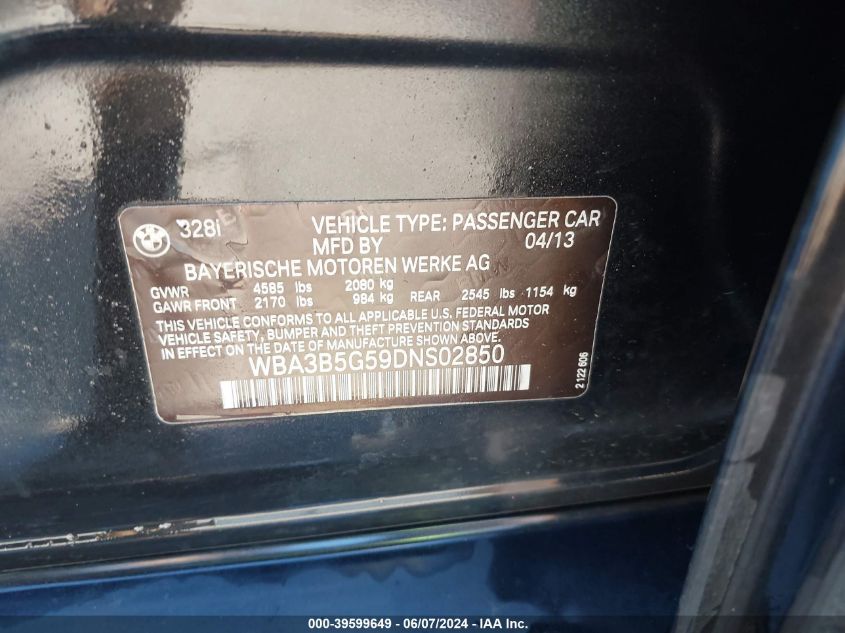 328i VEHICLE TYPE: PASSENGER CAR
MFD BY 04/13
BAYERISCHE MOTOREN WERKE AG
GVWR 4585 lbs 2080 kg
GAWR FRONT 2170 lbs 984 kg REAR 2545 lbs 1154 kg
THIS VEHICLE CONFORMS TO ALL APPLICABLE U.S. FEDERAL MOTOR
VEHICLE SAFETY, BUMPER AND THEFT PREVENTION STANDARDS
IN EFFECT ON THE DATE OF MANUFACTURE SHOWN ABOVE.
WBA3B5G59DNS02850
2 122 606
000-39599649 - 06/07/2024 - IAA Inc.